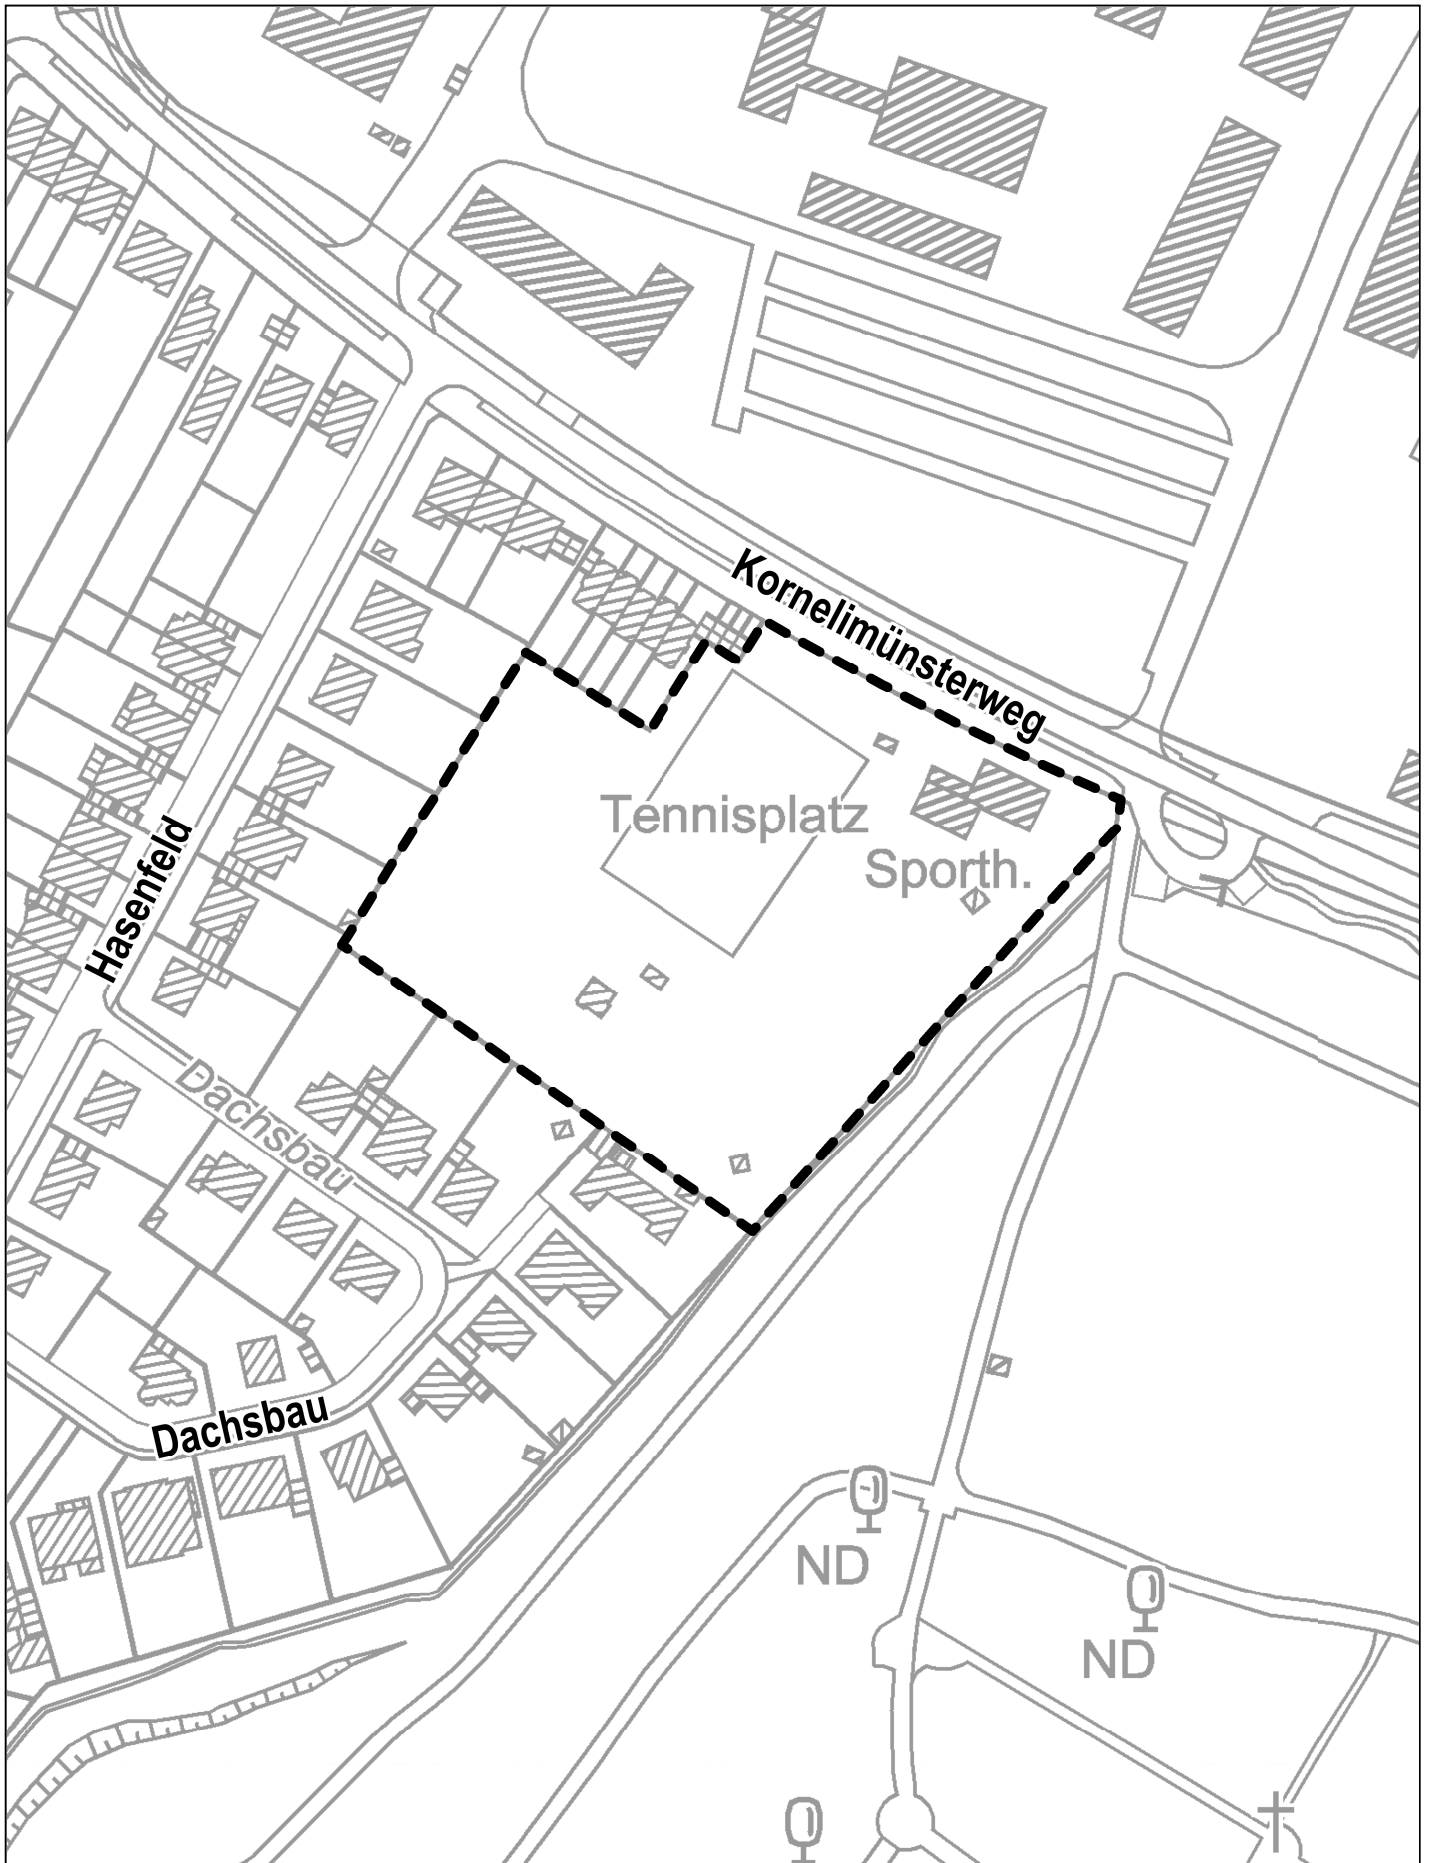 Kornelimünsterweg
Tennisplatz
Sporth.
Hasenfeld
Dachsbau
Dachsbau
ND
ND